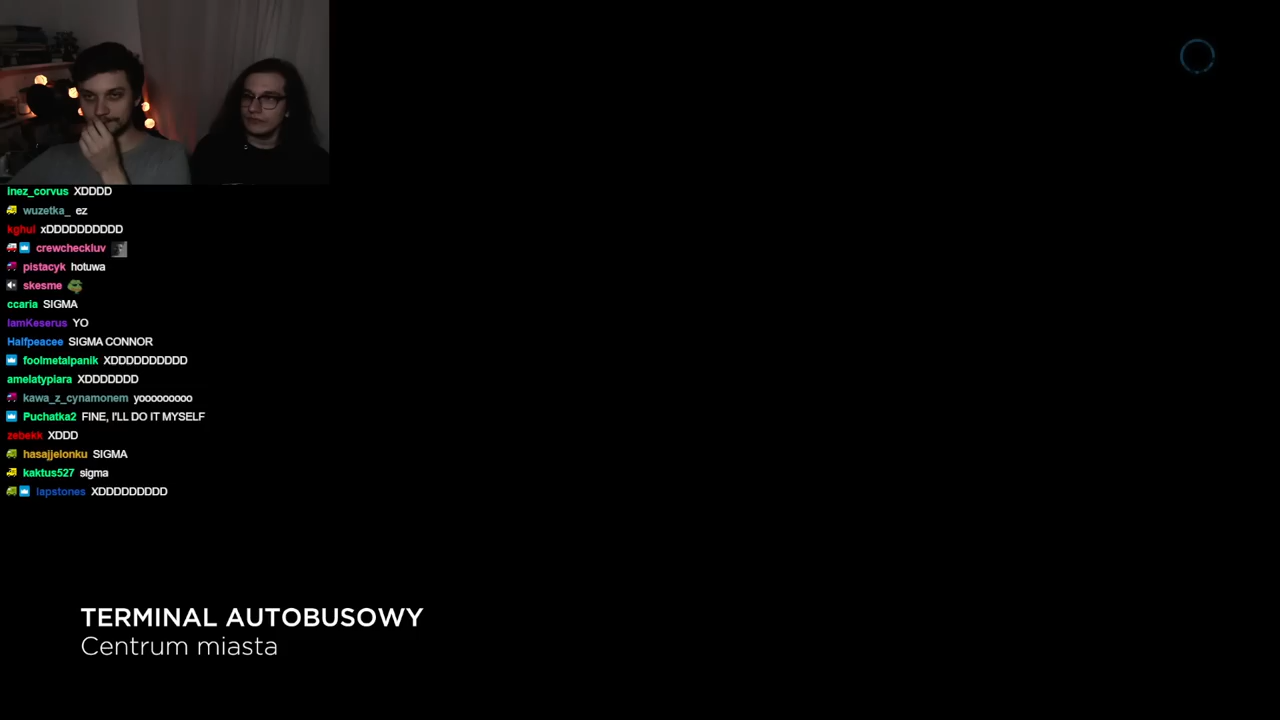 inez_corvus XDDDD
wuzetka_ ez
kghul xDDDDDDDDDD
crewcheckluv
pistacyk hotuwa
skesme
ccaria SIGMA
IamKeserus YO
Halfpeacee SIGMA CONNOR
foolmetalpanik XDDDDDDDDDD
amelatypiara XDDDDDDD
kawa_z_cynamonem yooooooooo
Puchatka2 FINE, I'LL DO IT MYSELF
zebekk XDDD
hasajjelonku SIGMA
kaktus527 sigma
lapstones XDDDDDDDDD
TERMINAL AUTOBUSOWY
Centrum miasta